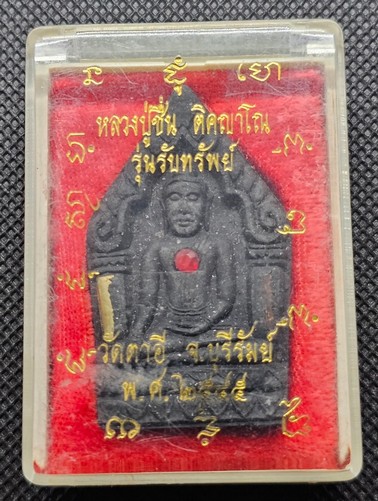 หลวงปู่ชื่น ติคญาโณ
รุ่นรับทรัพย์
วัดตาอี จ.บุรีรัมย์
พ.ศ.๒๕๔๕